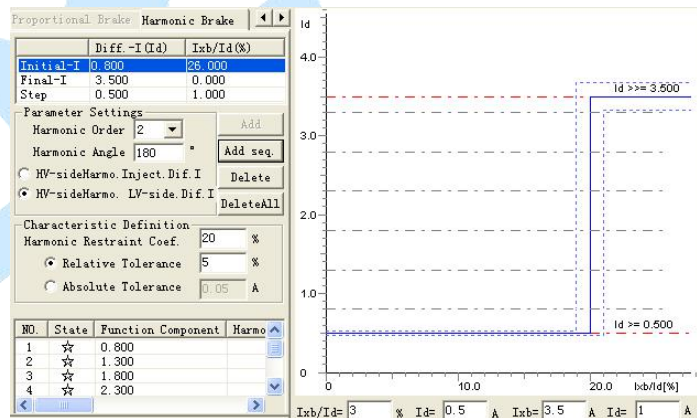 Proportional Brake Harmonic Brake
Diff.-I(Id) Ixb/Id(%)
Initial-I 0.800 26.000
Final-I 3.500 0.000
Step 0.500 1.000
Parameter Settings
Harmonic Order 2
Add
Harmonic Angle 180 °
Add seq.
HV-sideHarmo.Inject.Dif.I
Delete
HV-sideHarmo. LV-side.Dif.I
DeleteAll
Characteristic Definition
Harmonic Restraint Coef. 20 %
Relative Tolerance 5 %
Absolute Tolerance 0.05 A
NO. State Function Component Harmo
1 ☆ 0.800
2 ☆ 1.300
3 ☆ 1.800
4 ☆ 2.300
Id
4.0
Id >>= 3.500
3.0
2.0
1.0
Id >= 0.500
0
0 10.0 20.0 Ixb/Id[%]
Ixb/Id= 3 % Id= 0.5 A Ixb= 3.5 A Id= 1 A